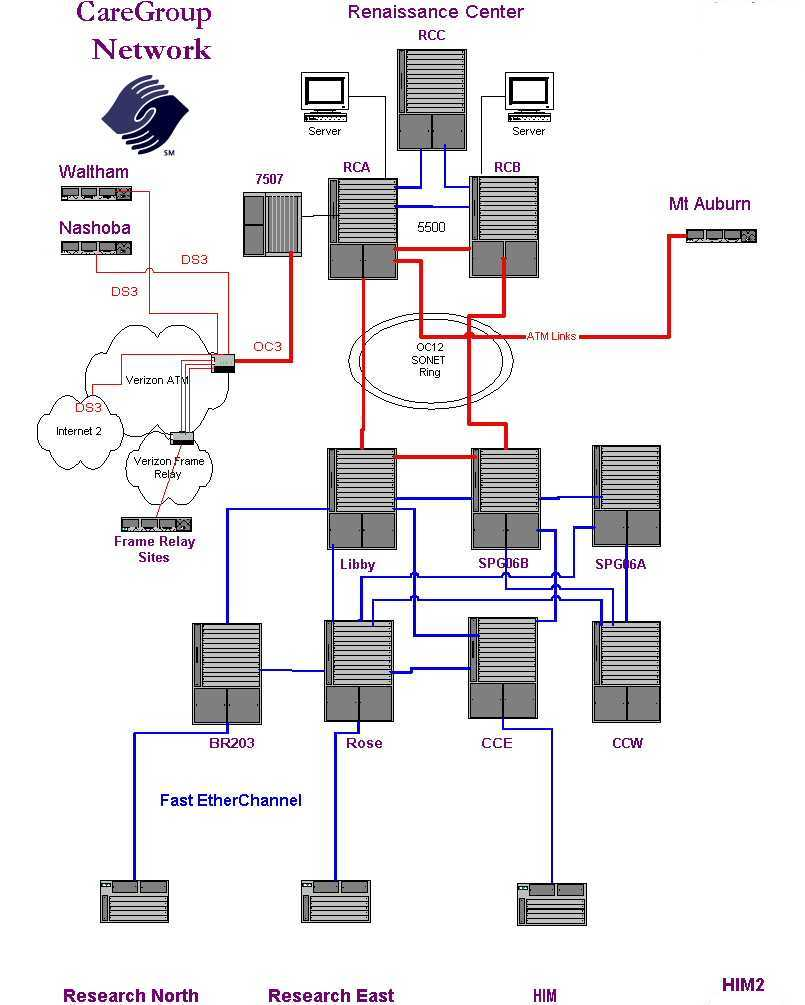 CareGroup
Network
SM
Renaissance Center
RCC
Server
Server
RCA
RCB
7507
5500
Waltham
Nashoba
Mt Auburn
DS3
DS3
OC3
ATM Links
OC12
SONET
Ring
Verizon ATM
DS3
Internet 2
Verizon Frame
Relay
Frame Relay
Sites
Libby
SPG06B
SPG06A
BR203
Rose
CCE
CCW
Fast EtherChannel
Research North
Research East
HIM
HIM2